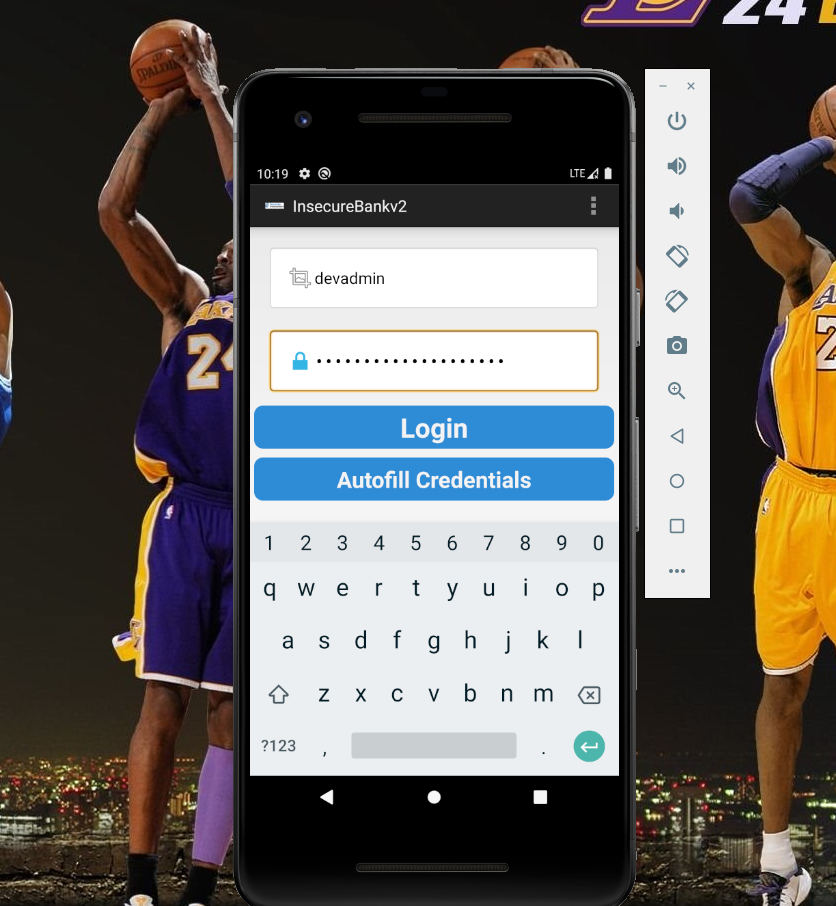 24
SPALDING
10:19
LTE
InsecureBankv2
devadmin
••••••••••••••••••••
Login
Autofill Credentials
1 2 3 4 5 6 7 8 9 0
q w e r t y u i o p
a s d f g h j k l
z x c v b n m
?123 , .
24